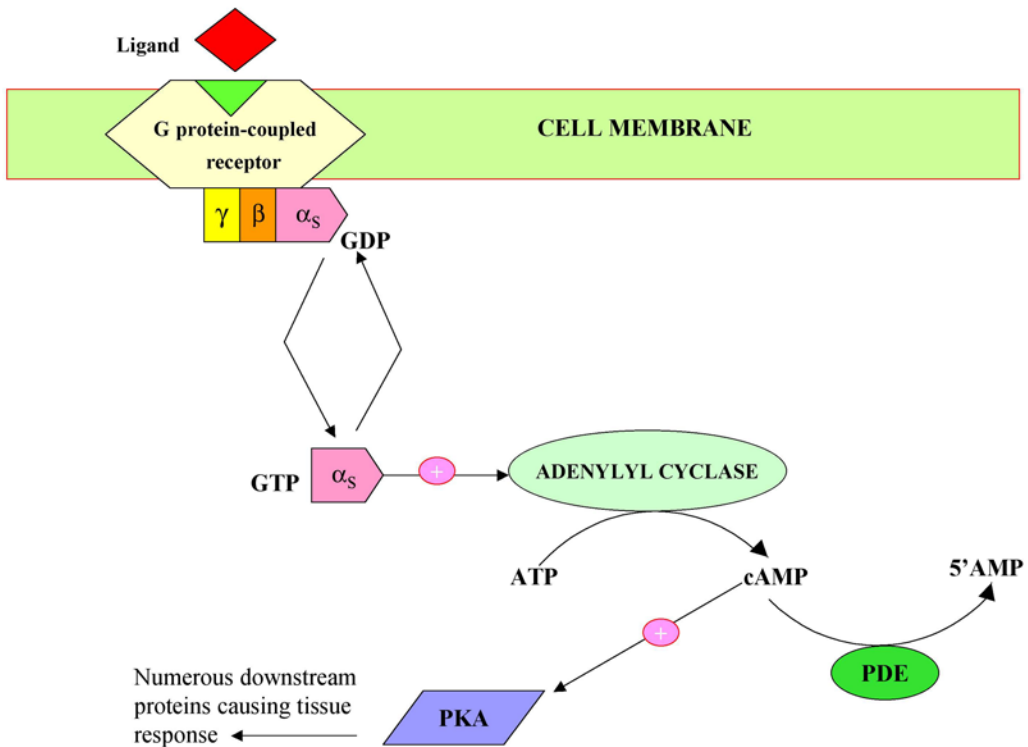 Ligand
G protein-coupled
receptor
CELL MEMBRANE
γ
β
αS
GDP
GTP
αS
+
ADENYLYL CYCLASE
ATP
cAMP
5’AMP
+
PDE
Numerous downstream
proteins causing tissue
response
PKA